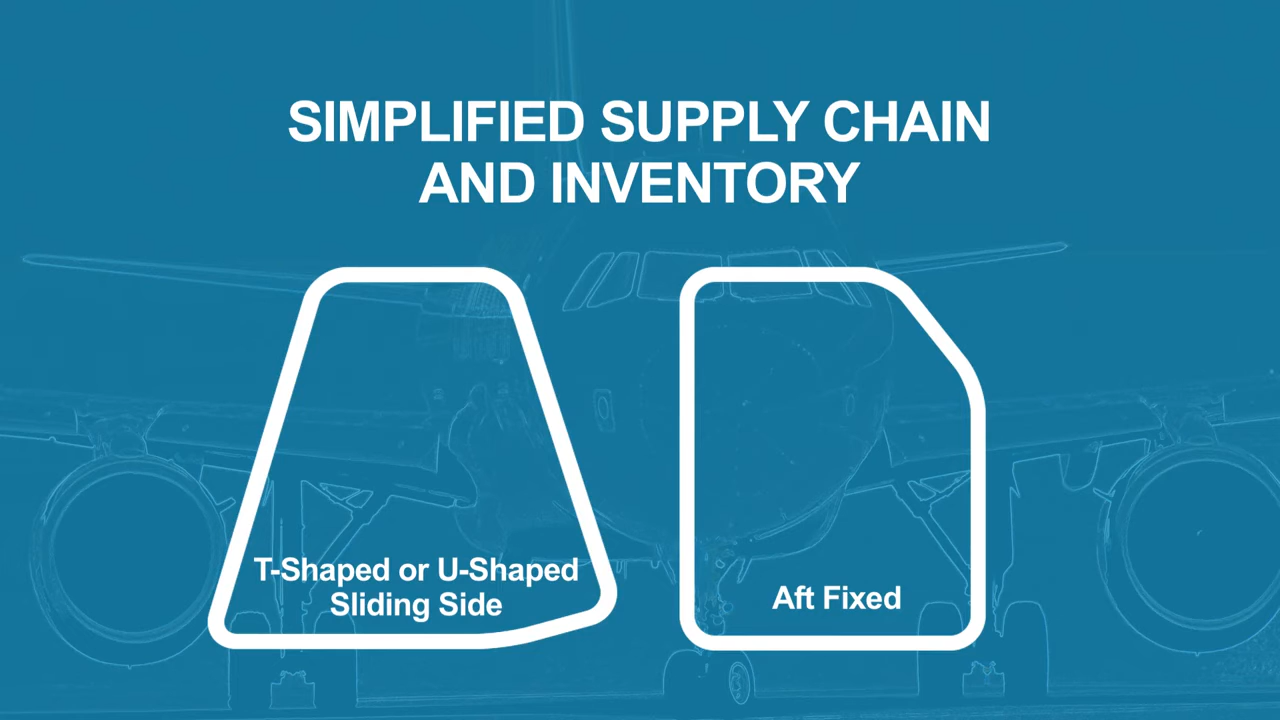 SIMPLIFIED SUPPLY CHAIN
AND INVENTORY
T-Shaped or U-Shaped
Sliding Side
Aft Fixed